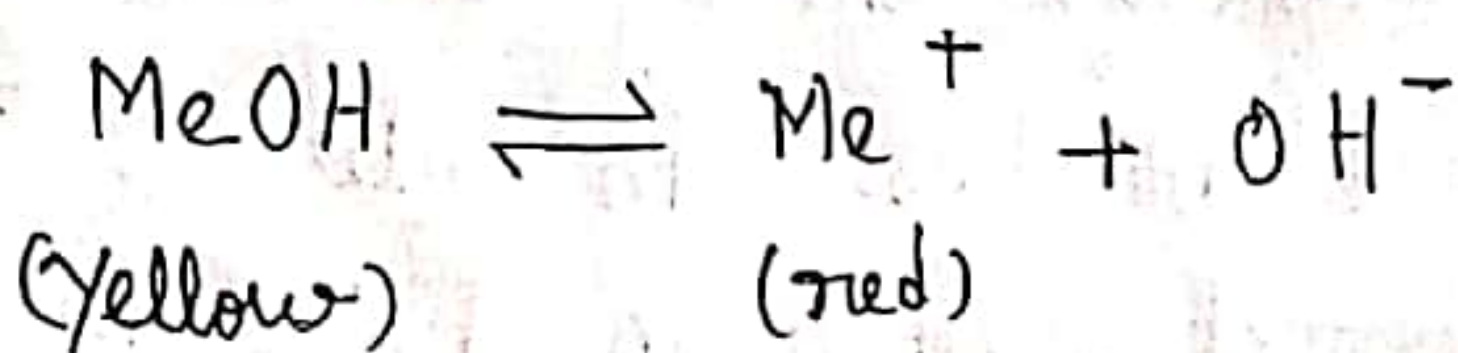 MeOH ⇌ Me⁺ + OH⁻
(Yellow) (red)